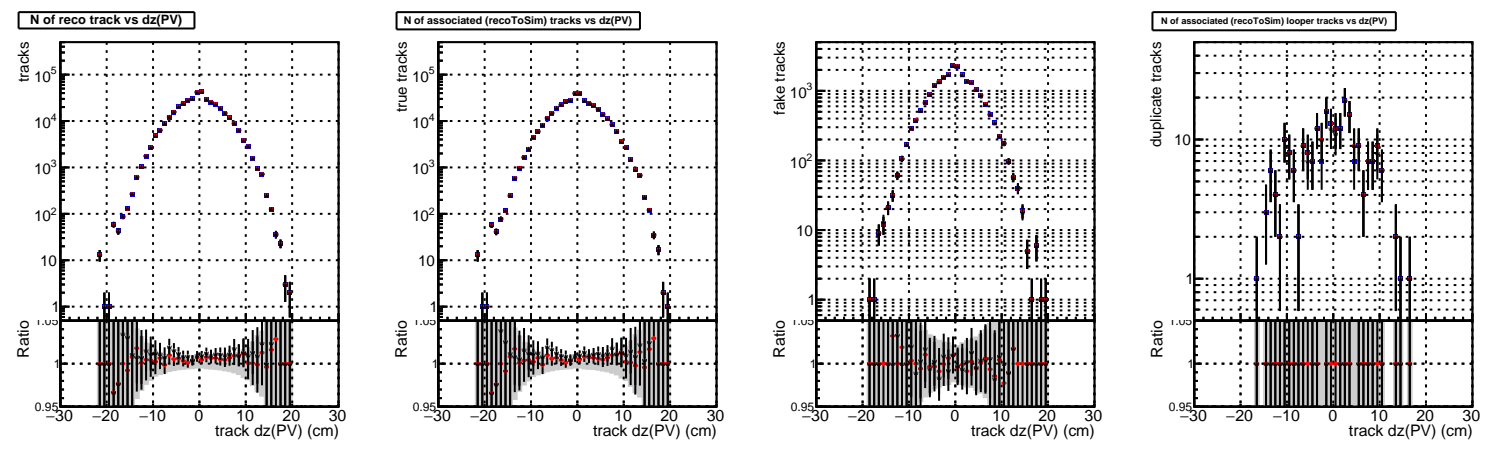 N of reco track vs dz(PV)
tracks
10^5
10^4
10^3
10^2
10
1
Ratio
1.05
1
0.95
−30 −20 −10 0 10 20 30
track dz(PV) (cm)
N of associated (recoToSim) tracks vs dz(PV)
true tracks
10^5
10^4
10^3
10^2
10
1
Ratio
1.05
1
0.95
−30 −20 −10 0 10 20 30
track dz(PV) (cm)
fake tracks
10^3
10^2
10
1
Ratio
1.05
1
0.95
−30 −20 −10 0 10 20 30
track dz(PV) (cm)
N of associated (recoToSim) looper tracks vs dz(PV)
duplicate tracks
10
1
Ratio
1.05
1
0.95
−30 −20 −10 0 10 20 30
track dz(PV) (cm)